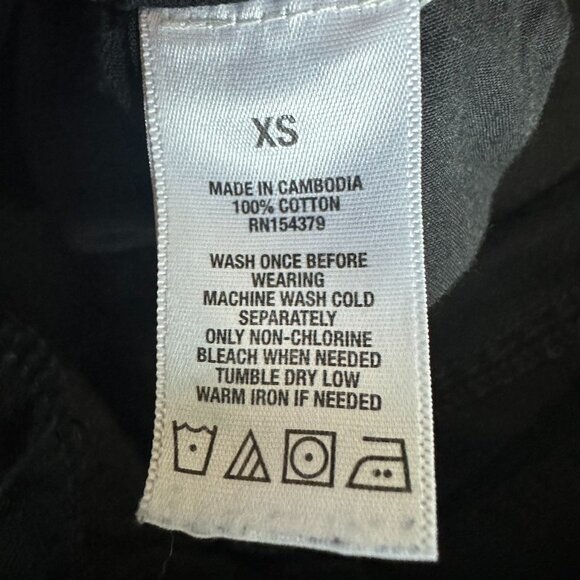 XS
MADE IN CAMBODIA
100% COTTON
RN154379
WASH ONCE BEFORE
WEARING
MACHINE WASH COLD
SEPARATELY
ONLY NON-CHLORINE
BLEACH WHEN NEEDED
TUMBLE DRY LOW
WARM IRON IF NEEDED